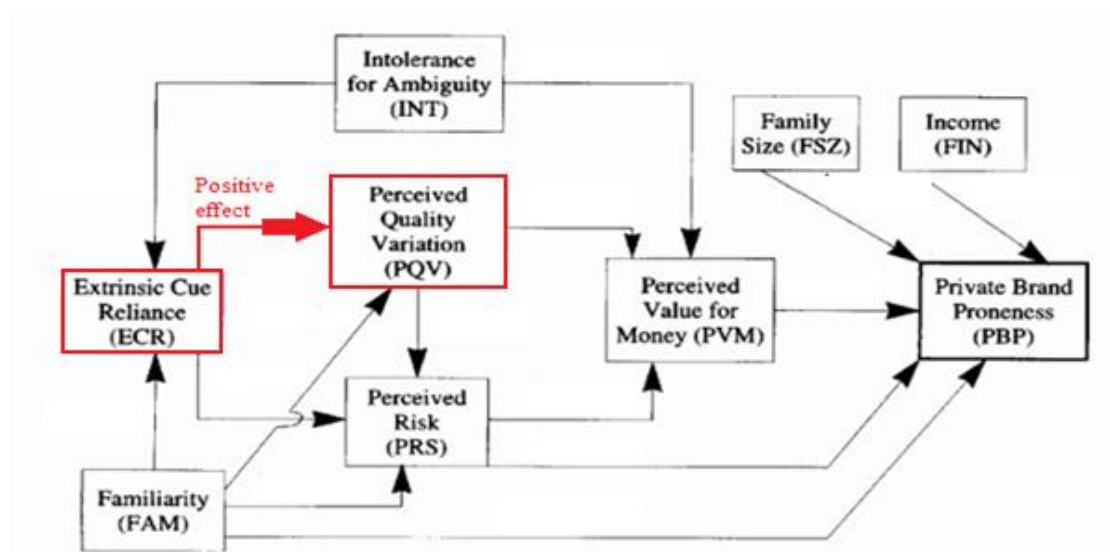 Intolerance
for Ambiguity
(INT)
Family
Size (FSZ)
Income
(FIN)
Positive
effect
Perceived
Quality
Variation
(PQV)
Extrinsic Cue
Reliance
(ECR)
Perceived
Value for
Money (PVM)
Private Brand
Proneness
(PBP)
Perceived
Risk
(PRS)
Familiarity
(FAM)